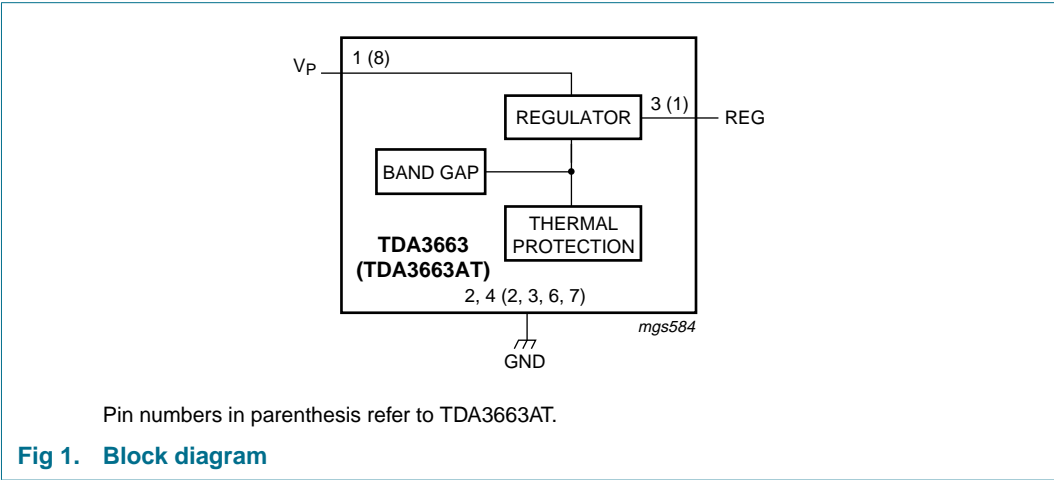 V_P
1 (8)
REGULATOR
3 (1)
REG
BAND GAP
THERMAL
PROTECTION
TDA3663
(TDA3663AT)
2, 4 (2, 3, 6, 7)
mgs584
GND
Pin numbers in parenthesis refer to TDA3663AT.
Fig 1. Block diagram